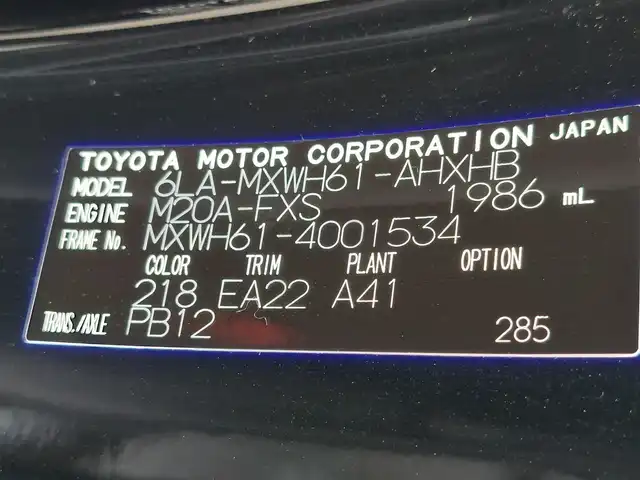 TOYOTA MOTOR CORPORATION JAPAN
MODEL 6LA-MXWH61-AHXHB
ENGINE M20A-FXS 1986 mL
FRAME No. MXWH61-4001534
COLOR TRIM PLANT OPTION
218 EA22 A41
TRANS./AXLE PB12 285